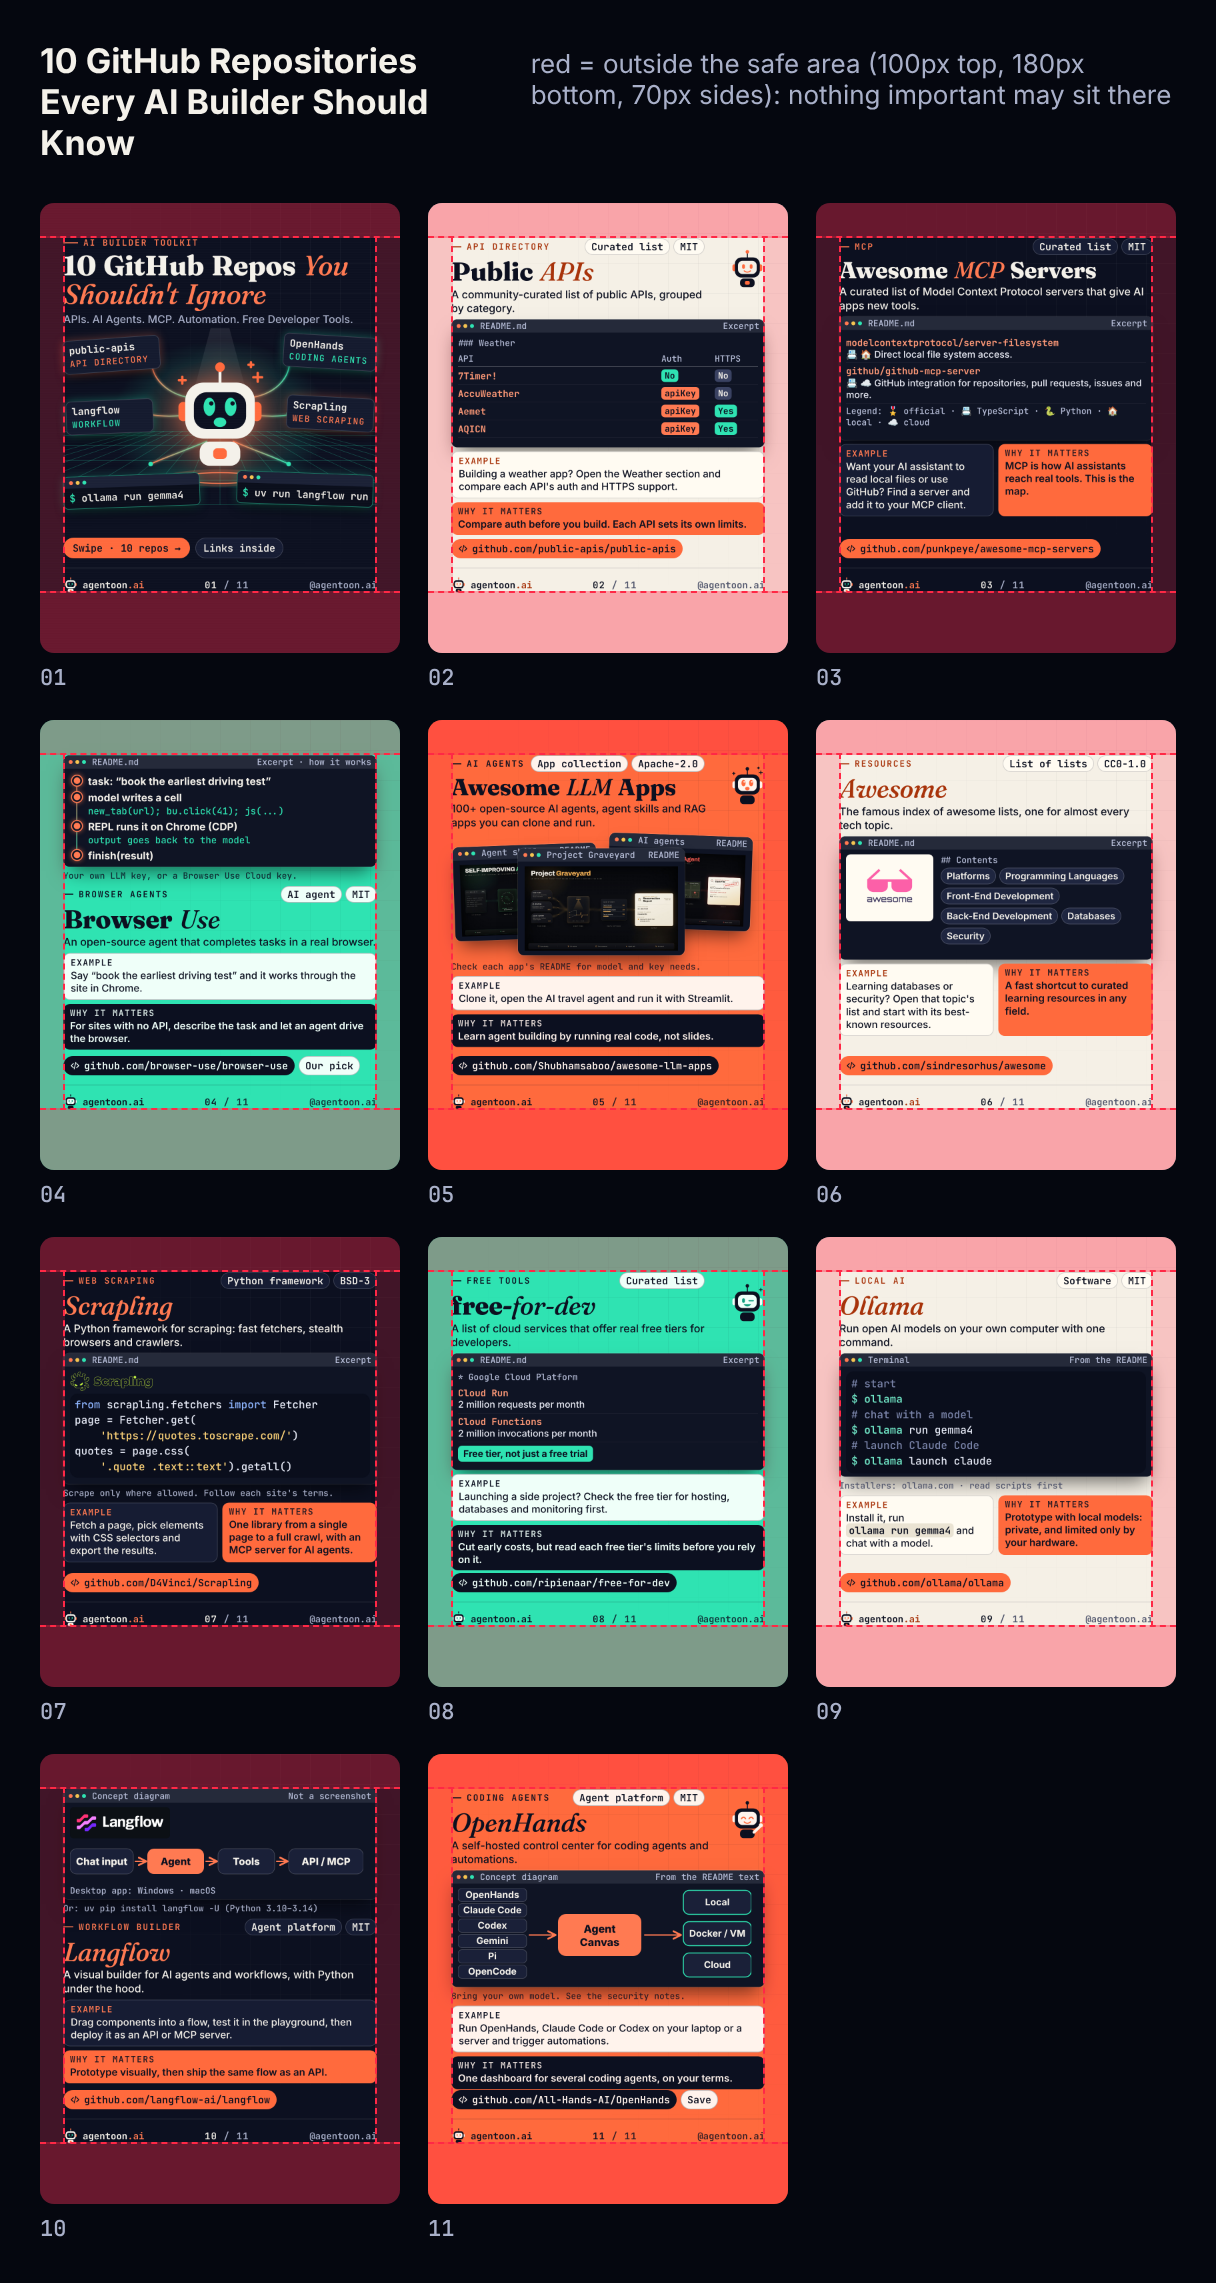 10 GitHub Repositories
Every AI Builder Should
Know
red = outside the safe area (100px top, 180px
bottom, 70px sides): nothing important may sit there
AI BUILDER TOOLKIT
10 GitHub Repos You
Shouldn't Ignore
APIs. AI Agents. MCP. Automation. Free Developer Tools.
public-apis
API DIRECTORY
OpenHands
CODING AGENTS
langflow
WORKFLOW
Scrapling
WEB SCRAPING
$ ollama run gemma4
$ uv run langflow run
Swipe · 10 repos →
Links inside
agentoon.ai
01 / 11
@agentoon.ai
01
API DIRECTORY
Curated list
MIT
Public APIs
A community-curated list of public APIs, grouped
by category.
README.md
Excerpt
### Weather
API Auth HTTPS
7Timer! No No
AccuWeather apiKey No
Aemet apiKey Yes
AQICN apiKey Yes
EXAMPLE
Building a weather app? Open the Weather section and
compare each API's auth and HTTPS support.
WHY IT MATTERS
Compare auth before you build. Each API sets its own limits.
</> github.com/public-apis/public-apis
agentoon.ai
02 / 11
@agentoon.ai
02
MCP
Curated list
MIT
Awesome MCP Servers
A curated list of Model Context Protocol servers that give AI
apps new tools.
README.md
Excerpt
modelcontextprotocol/server-filesystem
📇 🏠 Direct local file system access.
github/github-mcp-server
📇 ☁️ GitHub integration for repositories, pull requests, issues and
more.
Legend: 🎖️ official · 📇 TypeScript · 🐍 Python · 🏠
local · ☁️ cloud
EXAMPLE
Want your AI assistant to
read local files or use
GitHub? Find a server and
add it to your MCP client.
WHY IT MATTERS
MCP is how AI assistants
reach real tools. This is the
map.
</> github.com/punkpeye/awesome-mcp-servers
agentoon.ai
03 / 11
@agentoon.ai
03
README.md
Excerpt · how it works
task: “book the earliest driving test”
model writes a cell
new_tab(url); bu.click(41); js(...)
REPL runs it on Chrome (CDP)
output goes back to the model
finish(result)
Your own LLM key, or a Browser Use Cloud key.
BROWSER AGENTS
AI agent
MIT
Browser Use
An open-source agent that completes tasks in a real browser.
EXAMPLE
Say “book the earliest driving test” and it works through the
site in Chrome.
WHY IT MATTERS
For sites with no API, describe the task and let an agent drive
the browser.
</> github.com/browser-use/browser-use
Our pick
agentoon.ai
04 / 11
@agentoon.ai
04
AI AGENTS
App collection
Apache-2.0
Awesome LLM Apps
100+ open-source AI agents, agent skills and RAG
apps you can clone and run.
AI agents
README
Project Graveyard
README
Project Graveyard
Check each app's README for model and key needs.
EXAMPLE
Clone it, open the AI travel agent and run it with Streamlit.
WHY IT MATTERS
Learn agent building by running real code, not slides.
</> github.com/Shubhamsaboo/awesome-llm-apps
agentoon.ai
05 / 11
@agentoon.ai
05
RESOURCES
List of lists
CC0-1.0
Awesome
The famous index of awesome lists, one for almost every
tech topic.
README.md
Excerpt
awesome
## Contents
Platforms
Programming Languages
Front-End Development
Back-End Development
Databases
Security
EXAMPLE
Learning databases or
security? Open that topic's
list and start with its best-
known resources.
WHY IT MATTERS
A fast shortcut to curated
learning resources in any
field.
</> github.com/sindresorhus/awesome
agentoon.ai
06 / 11
@agentoon.ai
06
WEB SCRAPING
Python framework
BSD-3
Scrapling
A Python framework for scraping: fast fetchers, stealth
browsers and crawlers.
README.md
Excerpt
Scrapling
from scrapling.fetchers import Fetcher
page = Fetcher.get(
'https://quotes.toscrape.com/')
quotes = page.css(
'.quote .text::text').getall()
Scrape only where allowed. Follow each site's terms.
EXAMPLE
Fetch a page, pick elements
with CSS selectors and
export the results.
WHY IT MATTERS
One library from a single
page to a full crawl, with an
MCP server for AI agents.
</> github.com/D4Vinci/Scrapling
agentoon.ai
07 / 11
@agentoon.ai
07
FREE TOOLS
Curated list
free-for-dev
A list of cloud services that offer real free tiers for
developers.
README.md
Excerpt
* Google Cloud Platform
Cloud Run
2 million requests per month
Cloud Functions
2 million invocations per month
Free tier, not just a free trial
EXAMPLE
Launching a side project? Check the free tier for hosting,
databases and monitoring first.
WHY IT MATTERS
Cut early costs, but read each free tier's limits before you rely
on it.
</> github.com/ripienaar/free-for-dev
agentoon.ai
08 / 11
@agentoon.ai
08
LOCAL AI
Software
MIT
Ollama
Run open AI models on your own computer with one
command.
Terminal
From the README
# start
$ ollama
# chat with a model
$ ollama run gemma4
# launch Claude Code
$ ollama launch claude
Installers: ollama.com · read scripts first
EXAMPLE
Install it, run
ollama run gemma4 and
chat with a model.
WHY IT MATTERS
Prototype with local models:
private, and limited only by
your hardware.
</> github.com/ollama/ollama
agentoon.ai
09 / 11
@agentoon.ai
09
Concept diagram
Not a screenshot
Langflow
Chat input
Agent
Tools
API / MCP
Desktop app: Windows · macOS
Or: uv pip install langflow -U (Python 3.10–3.14)
WORKFLOW BUILDER
Agent platform
MIT
Langflow
A visual builder for AI agents and workflows, with Python
under the hood.
EXAMPLE
Drag components into a flow, test it in the playground, then
deploy it as an API or MCP server.
WHY IT MATTERS
Prototype visually, then ship the same flow as an API.
</> github.com/langflow-ai/langflow
agentoon.ai
10 / 11
@agentoon.ai
10
CODING AGENTS
Agent platform
MIT
OpenHands
A self-hosted control center for coding agents and
automations.
Concept diagram
From the README text
OpenHands
Claude Code
Codex
Gemini
Pi
OpenCode
Agent
Canvas
Local
Docker / VM
Cloud
Bring your own model. See the security notes.
EXAMPLE
Run OpenHands, Claude Code or Codex on your laptop or a
server and trigger automations.
WHY IT MATTERS
One dashboard for several coding agents, on your terms.
</> github.com/All-Hands-AI/OpenHands
Save
agentoon.ai
11 / 11
@agentoon.ai
11